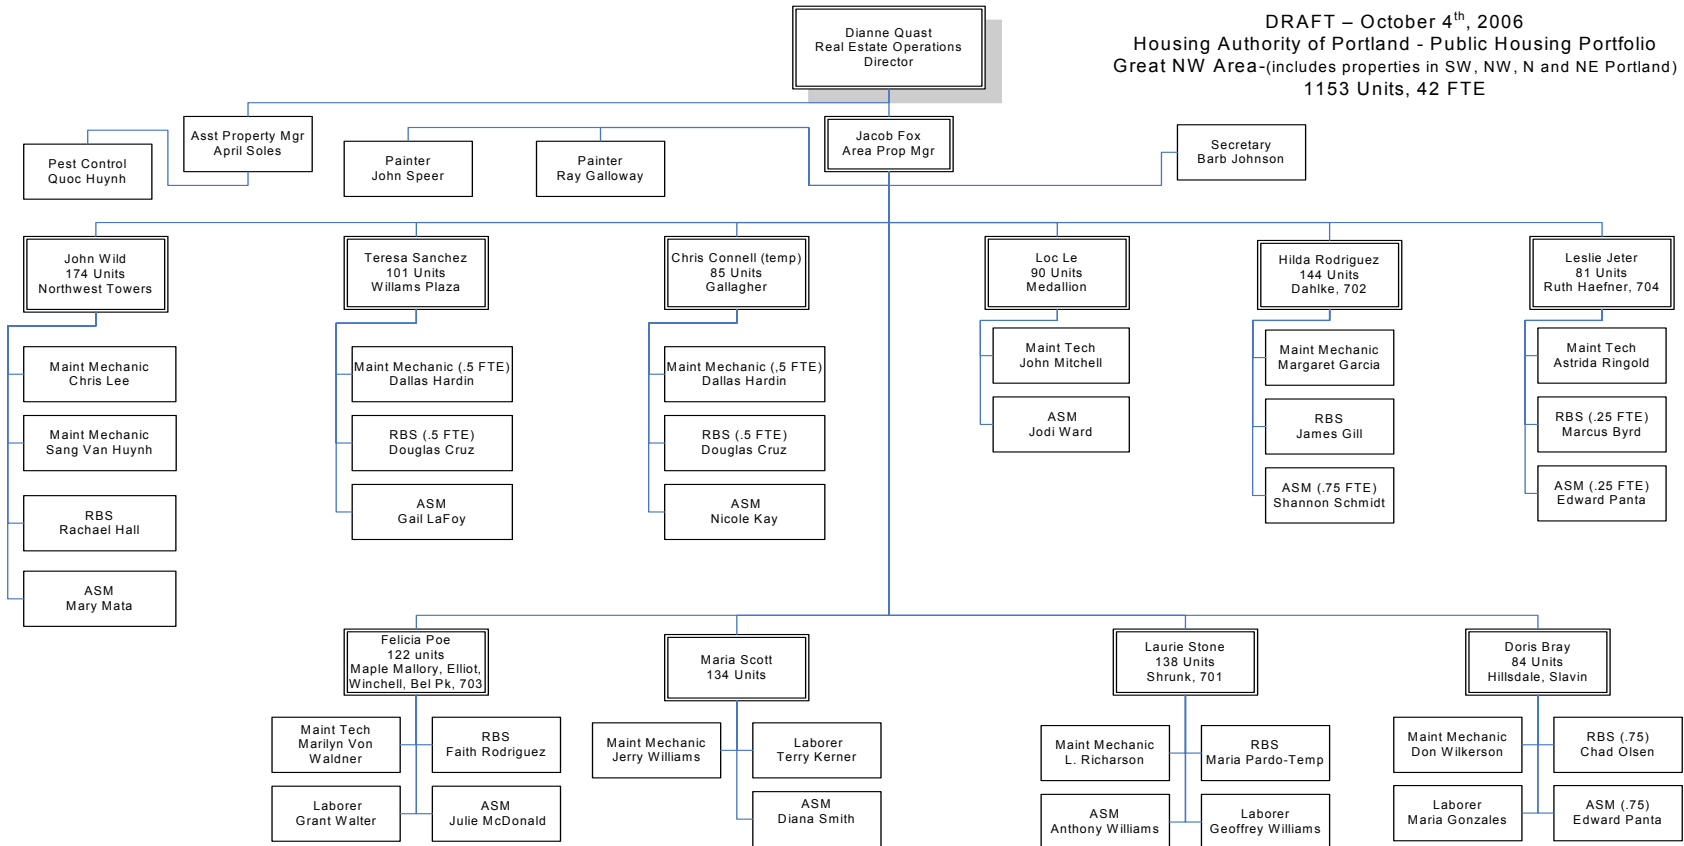 Dianne Quast
Real Estate Operations
Director
DRAFT – October 4th, 2006
Housing Authority of Portland - Public Housing Portfolio
Great NW Area-(includes properties in SW, NW, N and NE Portland)
1153 Units, 42 FTE
Pest Control
Quoc Huynh
Asst Property Mgr
April Soles
Painter
John Speer
Painter
Ray Galloway
Jacob Fox
Area Prop Mgr
Secretary
Barb Johnson
John Wild
174 Units
Northwest Towers
Teresa Sanchez
101 Units
Willams Plaza
Chris Connell (temp)
85 Units
Gallagher
Loc Le
90 Units
Medallion
Hilda Rodriguez
144 Units
Dahlke, 702
Leslie Jeter
81 Units
Ruth Haefner, 704
Maint Mechanic
Chris Lee
Maint Mechanic
Sang Van Huynh
RBS
Rachael Hall
ASM
Mary Mata
Maint Mechanic (.5 FTE)
Dallas Hardin
RBS (.5 FTE)
Douglas Cruz
ASM
Gail LaFoy
Maint Mechanic (,5 FTE)
Dallas Hardin
RBS (.5 FTE)
Douglas Cruz
ASM
Nicole Kay
Maint Tech
John Mitchell
ASM
Jodi Ward
Maint Mechanic
Margaret Garcia
RBS
James Gill
ASM (.75 FTE)
Shannon Schmidt
Maint Tech
Astrida Ringold
RBS (.25 FTE)
Marcus Byrd
ASM (.25 FTE)
Edward Panta
Felicia Poe
122 units
Maple Mallory, Elliot,
Winchell, Bel Pk, 703
Maria Scott
134 Units
Laurie Stone
138 Units
Shrunk, 701
Doris Bray
84 Units
Hillsdale, Slavin
Maint Tech
Marilyn Von
Waldner
RBS
Faith Rodriguez
Laborer
Grant Walter
ASM
Julie McDonald
Maint Mechanic
Jerry Williams
Laborer
Terry Kerner
ASM
Diana Smith
Maint Mechanic
L. Richarson
RBS
Maria Pardo-Temp
ASM
Anthony Williams
Laborer
Geoffrey Williams
Maint Mechanic
Don Wilkerson
RBS (.75)
Chad Olsen
Laborer
Maria Gonzales
ASM (.75)
Edward Panta